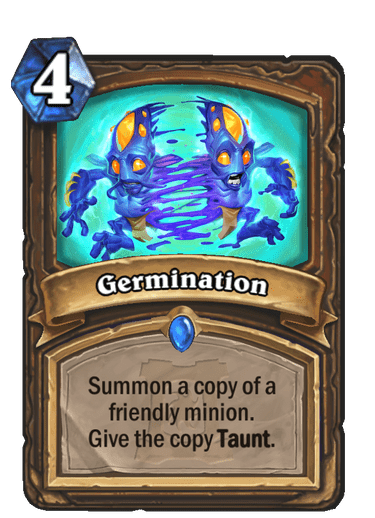 4
Germination
Summon a copy of a
friendly minion.
Give the copy Taunt.